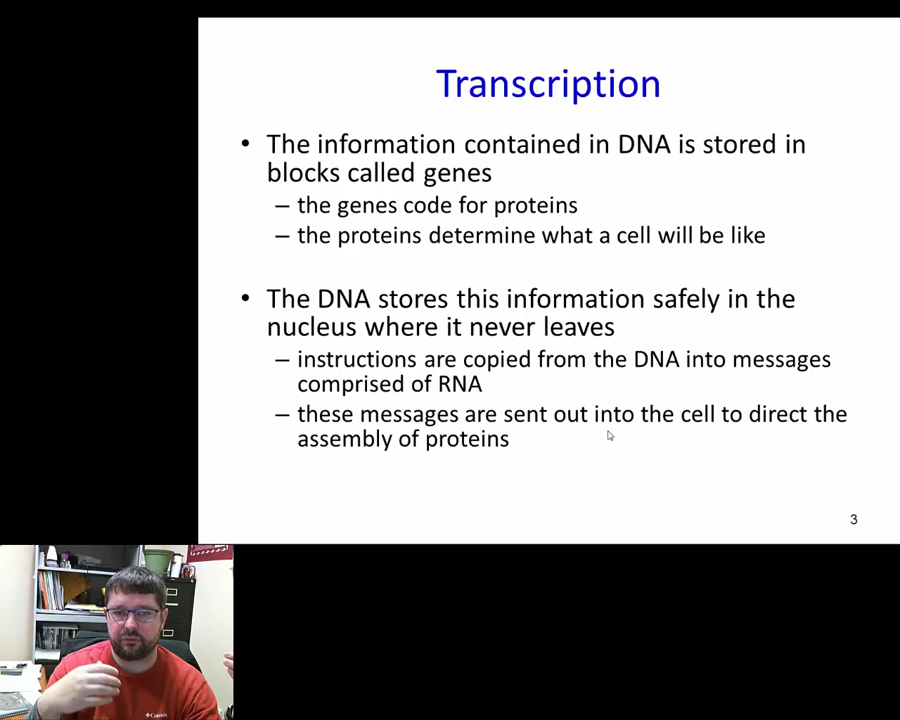 Transcription
• The information contained in DNA is stored in
blocks called genes
– the genes code for proteins
– the proteins determine what a cell will be like
• The DNA stores this information safely in the
nucleus where it never leaves
– instructions are copied from the DNA into messages
comprised of RNA
– these messages are sent out into the cell to direct the
assembly of proteins
3
Columbia